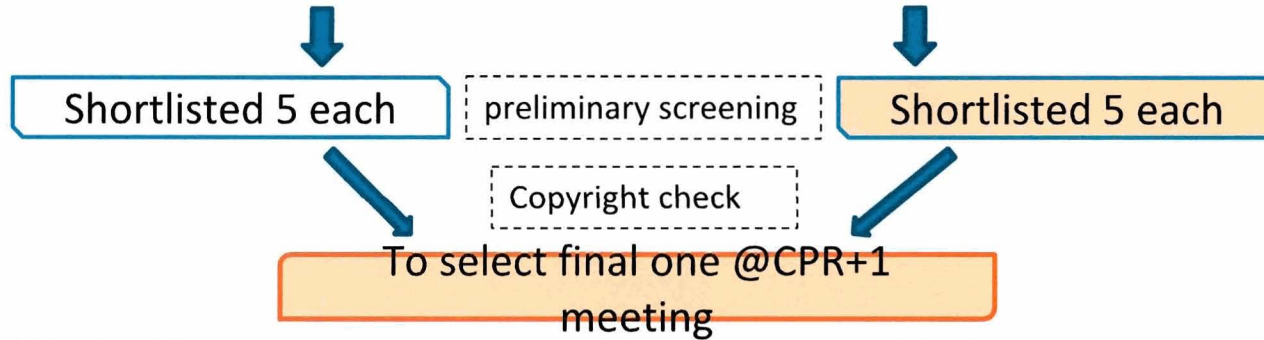 Shortlisted 5 each
preliminary screening
Shortlisted 5 each
Copyright check
To select final one @CPR+1
meeting